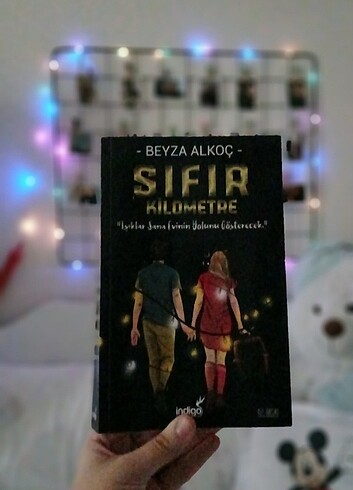 - BEYZA ALKOÇ -
SIFIR
KİLOMETRE
"Işıklar Sana Evinin Yolunu Gösterecek."
indigo